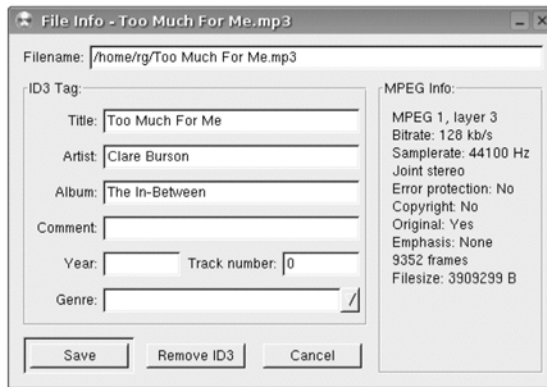 File Info - Too Much For Me.mp3
Filename: /home/rg/Too Much For Me.mp3
ID3 Tag:
Title: Too Much For Me
Artist: Clare Burson
Album: The In-Between
Comment:
Year: Track number: 0
Genre: /
Save Remove ID3 Cancel
MPEG Info:
MPEG 1, layer 3
Bitrate: 128 kb/s
Samplerate: 44100 Hz
Joint stereo
Error protection: No
Copyright: No
Original: Yes
Emphasis: None
9352 frames
Filesize: 3909299 B